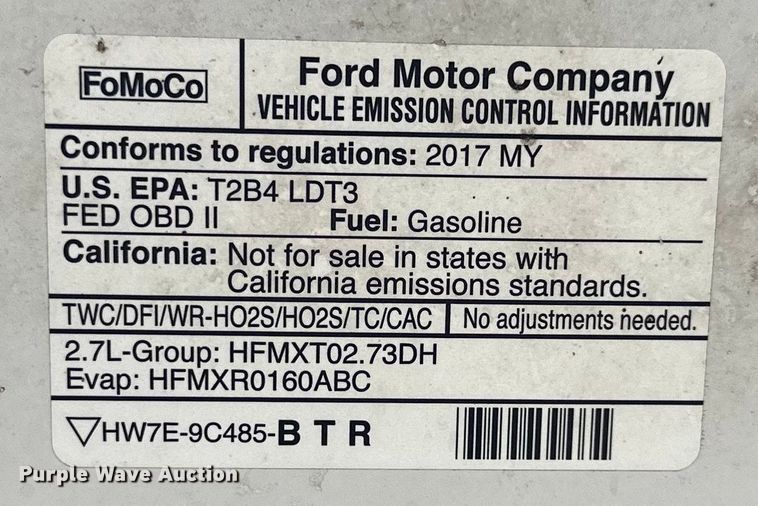 FoMoCo
Ford Motor Company
VEHICLE EMISSION CONTROL INFORMATION
Conforms to regulations: 2017 MY
U.S. EPA: T2B4 LDT3
FED OBD II Fuel: Gasoline
California: Not for sale in states with
California emissions standards.
TWC/DFI/WR-HO2S/HO2S/TC/CAC No adjustments needed.
2.7L-Group: HFMXT02.73DH
Evap: HFMXR0160ABC
HW7E-9C485-B T R
Purple Wave Auction